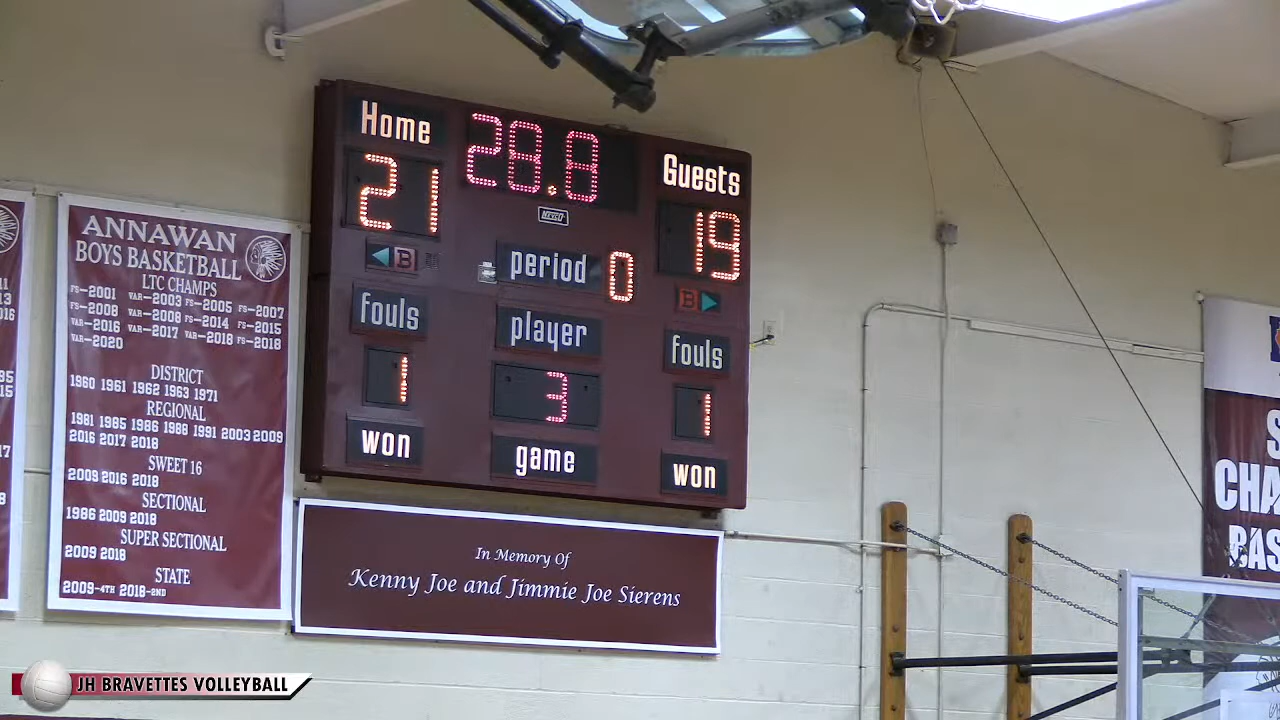 Home
28.8
Guests
21
19
B
period
0
B
fouls
player
fouls
1
3
1
won
game
won
ANNAWAN
BOYS BASKETBALL
LTC CHAMPS
FS-2001 VAR-2003 FS-2005 FS-2007
FS-2008 VAR-2008 FS-2014 FS-2015
VAR-2016 VAR-2017 VAR-2018 FS-2018
VAR-2020
DISTRICT
1960 1961 1962 1963 1971
REGIONAL
1981 1985 1986 1988 1991 2003 2009
2016 2017 2018
SWEET 16
2009 2016 2018
SECTIONAL
1986 2009 2018
SUPER SECTIONAL
2009 2018
STATE
2009-4TH 2018-2ND
In Memory Of
Kenny Joe and Jimmie Joe Sierens
S
CHA
BAS
JH BRAVETTES VOLLEYBALL